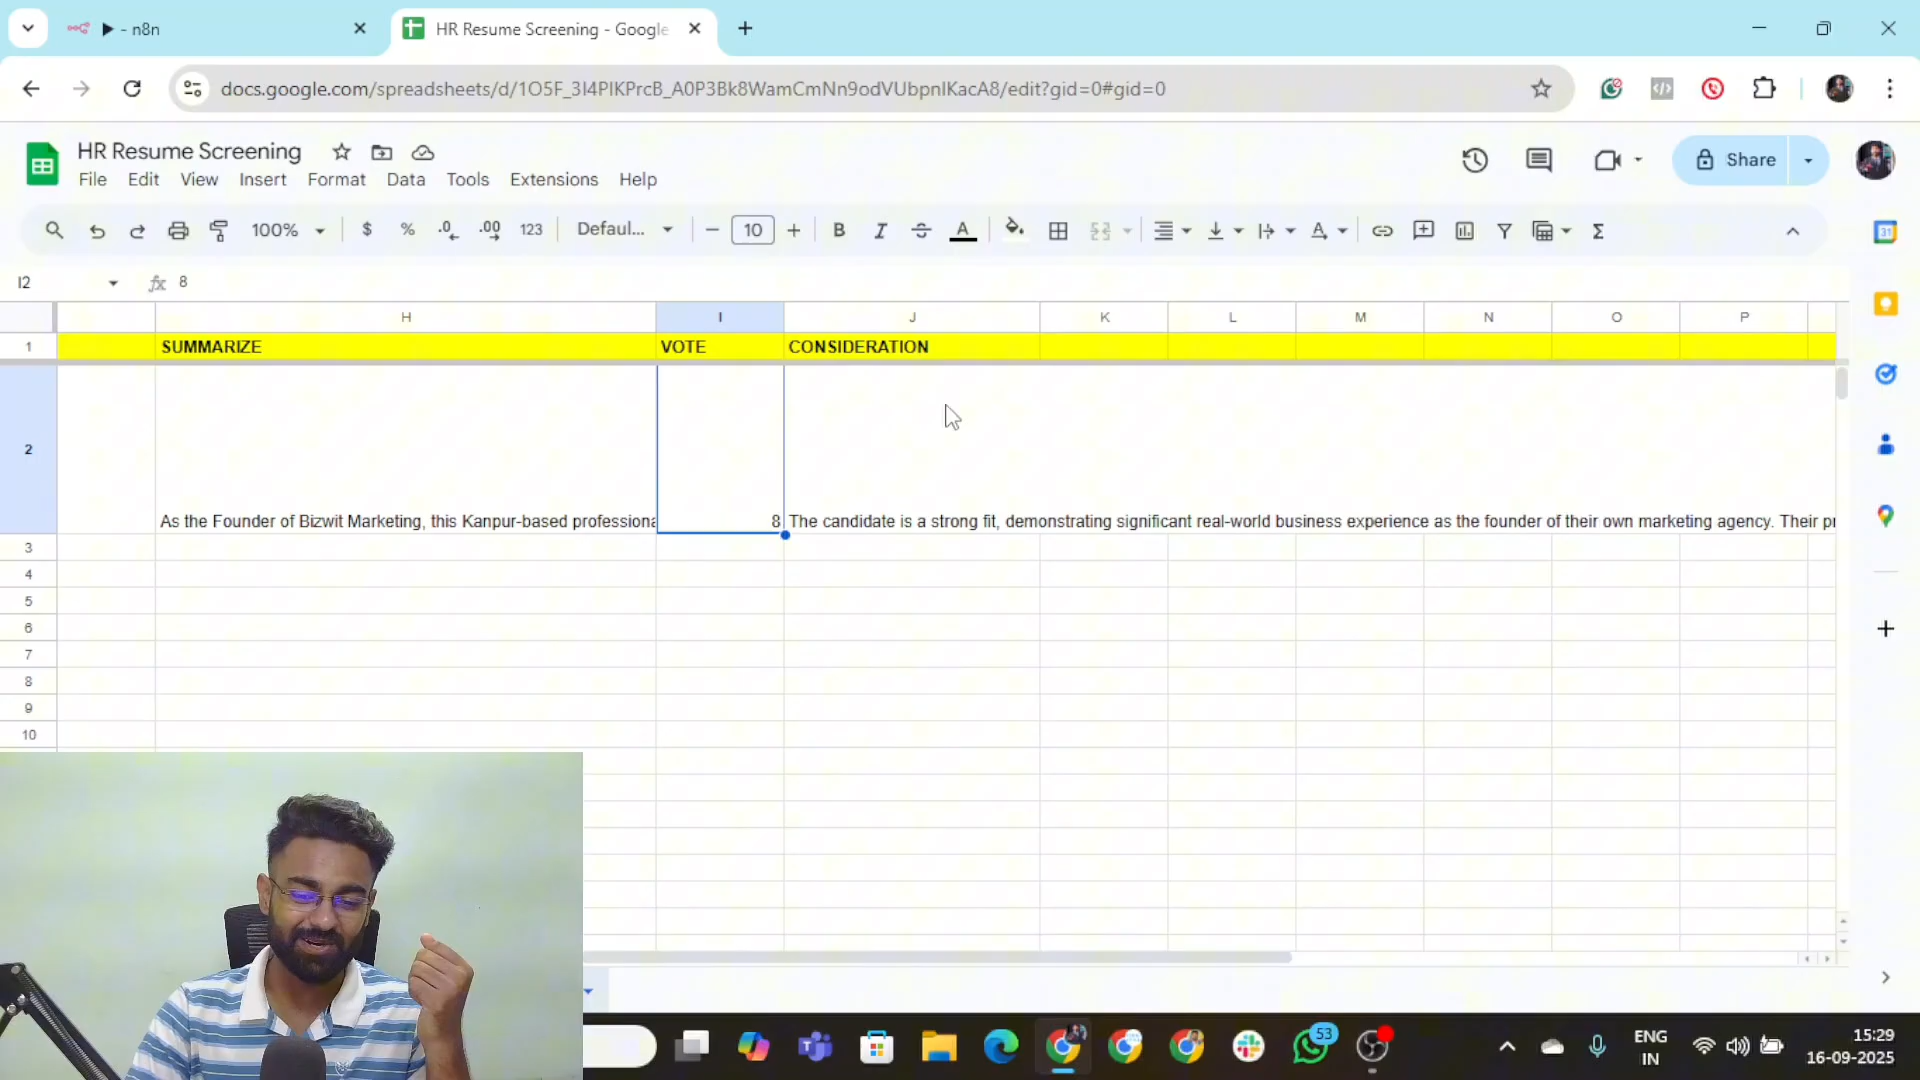 - n8n
HR Resume Screening - Google
docs.google.com/spreadsheets/d/1O5F_3I4PlKPrcB_A0P3Bk8WamCmNn9odVUbpnlKacA8/edit?gid=0#gid=0
HR Resume Screening
Share
File Edit View Insert Format Data Tools Extensions Help
100% $ % .0 .00 123 Defaul... 10 B I A
31
I2 fx 8
H I J K L M N O P
1 SUMMARIZE VOTE CONSIDERATION
2 As the Founder of Bizwit Marketing, this Kanpur-based 8 The candidate is a strong fit, demonstrating significant real-world business experience as the founder of their own marketing agency. Their
3
4
5
6
7
8
9
10
53
ENG
IN
15:29
16-09-2025